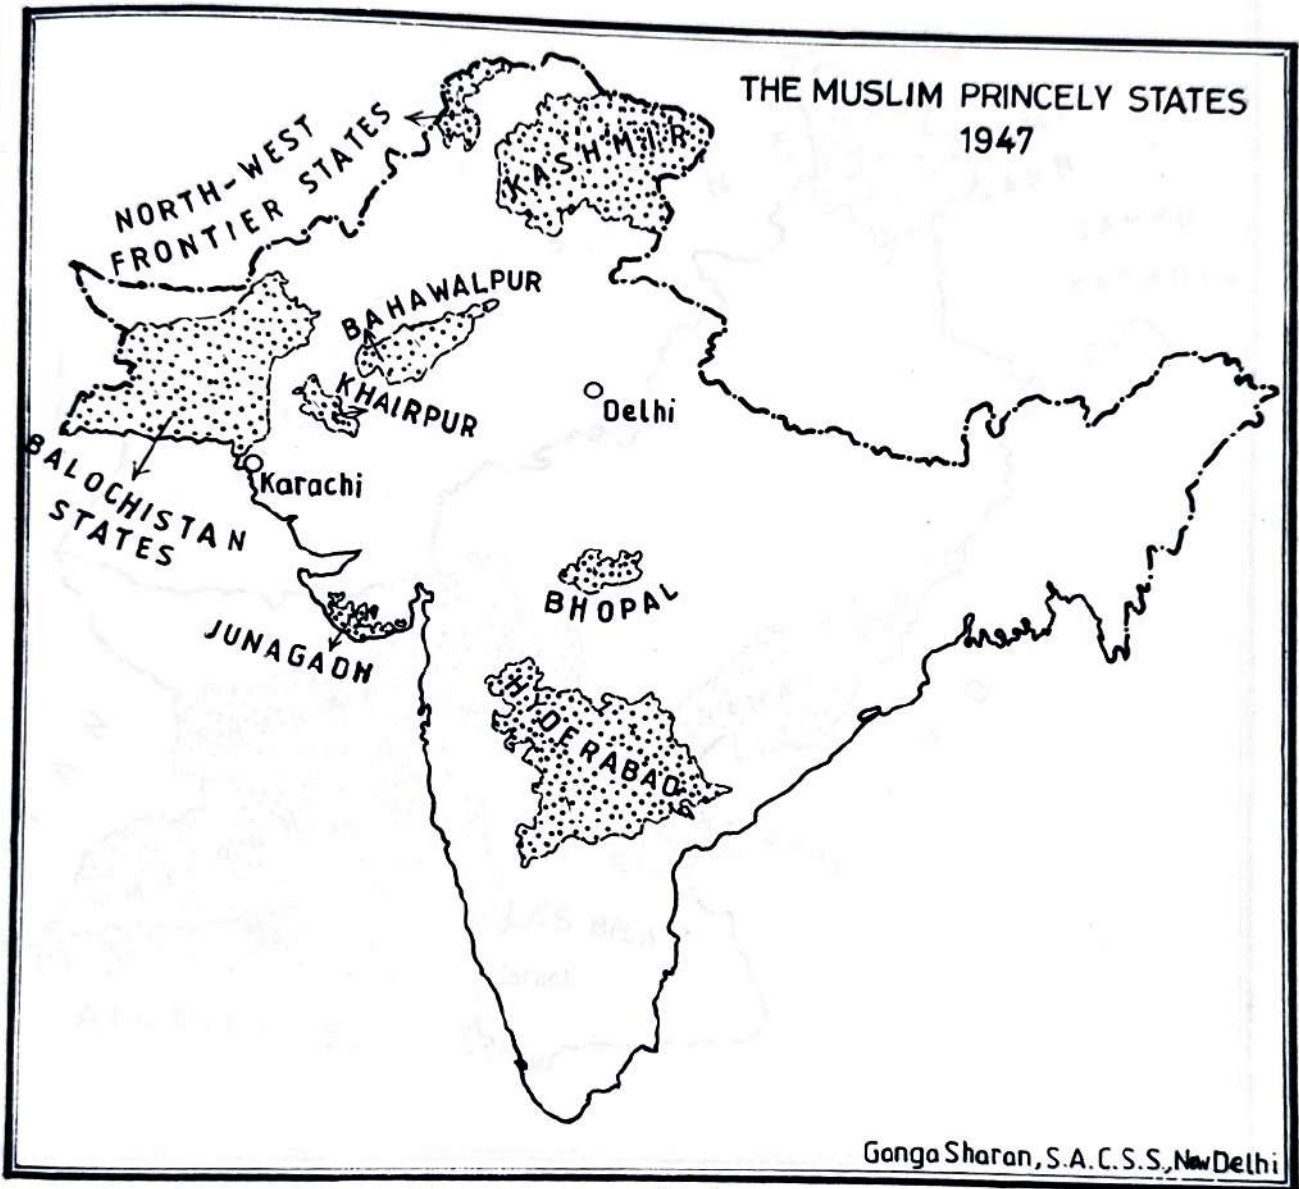 THE MUSLIM PRINCELY STATES
1947
NORTH-WEST
FRONTIER STATES
KASHMIR
BAHAWALPUR
KHAIRPUR
Delhi
BALOCHISTAN
STATES
Karachi
BHOPAL
JUNAGADH
HYDERABAD
Ganga Sharan, S.A.C.S.S., New Delhi